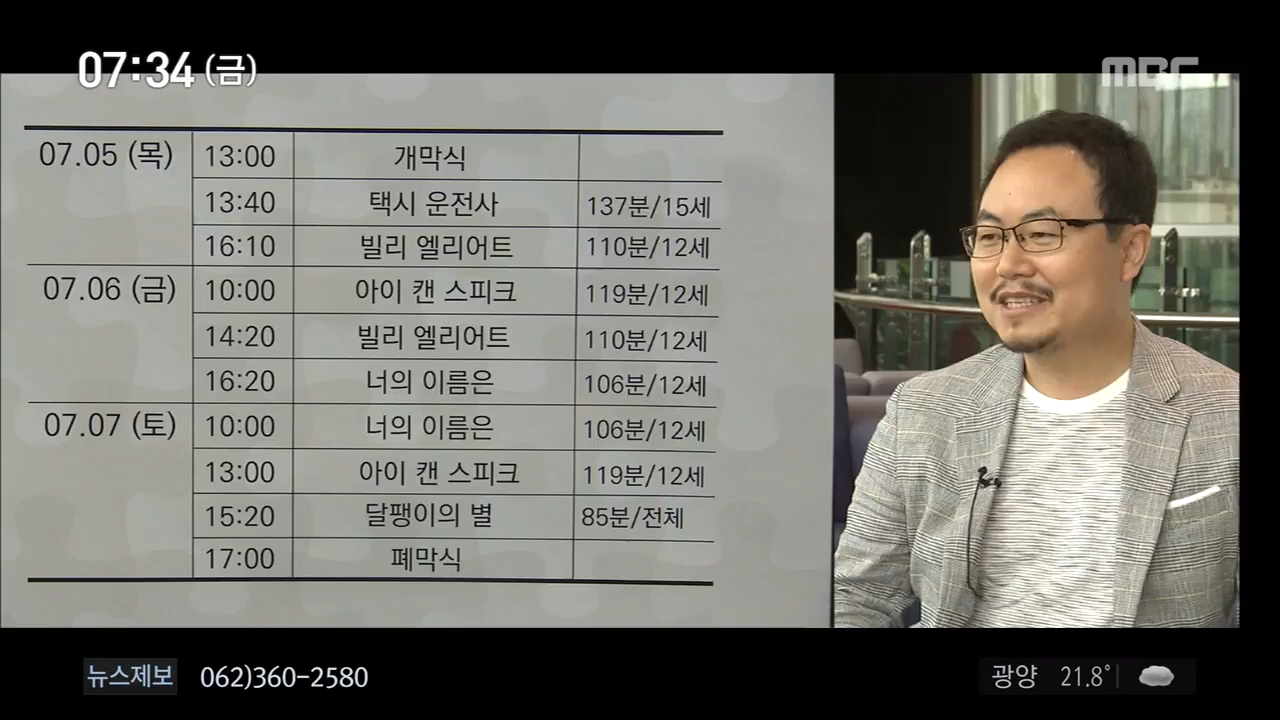 07:34 (금)
MBC
07.05 (목) 13:00 개막식
13:40 택시 운전사 137분/15세
16:10 빌리 엘리어트 110분/12세
07.06 (금) 10:00 아이 캔 스피크 119분/12세
14:20 빌리 엘리어트 110분/12세
16:20 너의 이름은 106분/12세
07.07 (토) 10:00 너의 이름은 106분/12세
13:00 아이 캔 스피크 119분/12세
15:20 달팽이의 별 85분/전체
17:00 폐막식
뉴스제보 062)360-2580
광양 21.8°